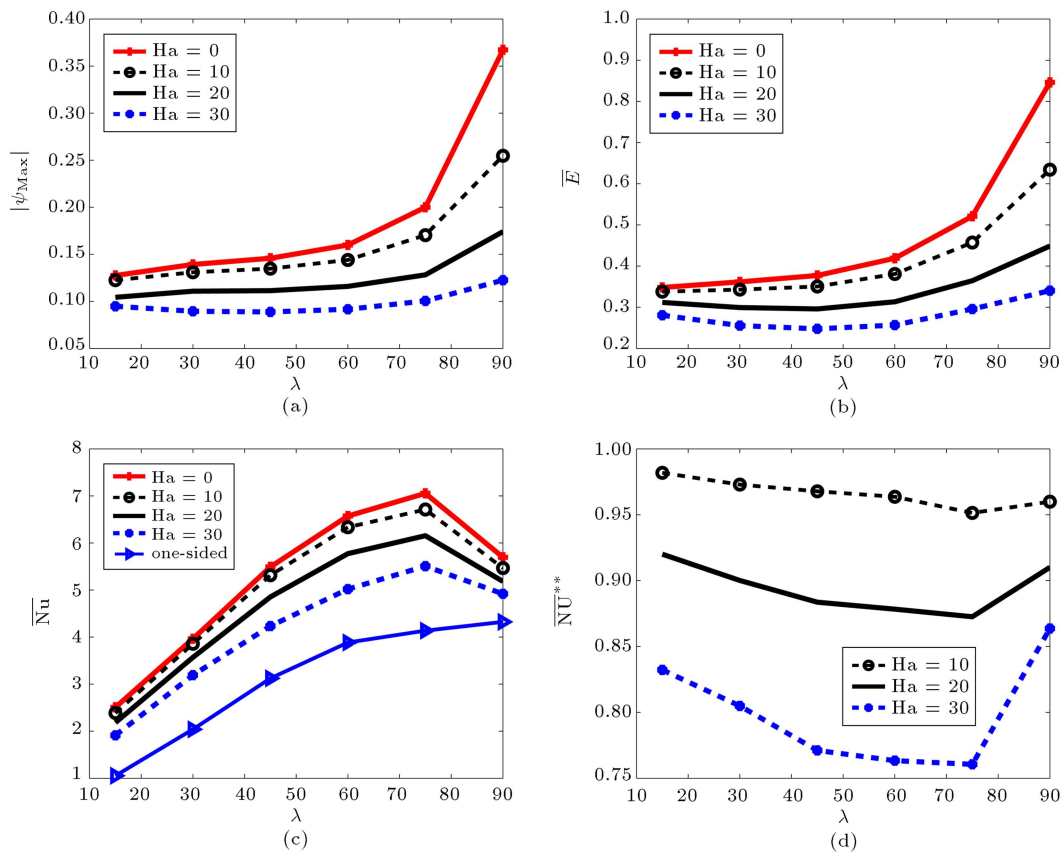 0.40
0.35
0.30
0.25
0.20
0.15
0.10
0.05
|ψMax|
Ha = 0
Ha = 10
Ha = 20
Ha = 30
10 20 30 40 50 60 70 80 90
λ
(a)
1.0
0.9
0.8
0.7
0.6
0.5
0.4
0.3
0.2
E̅
Ha = 0
Ha = 10
Ha = 20
Ha = 30
10 20 30 40 50 60 70 80 90
λ
(b)
8
7
6
5
4
3
2
1
N̅u̅
Ha = 0
Ha = 10
Ha = 20
Ha = 30
one-sided
10 20 30 40 50 60 70 80 90
λ
(c)
1.00
0.95
0.90
0.85
0.80
0.75
N̅U̅**
Ha = 10
Ha = 20
Ha = 30
10 20 30 40 50 60 70 80 90
λ
(d)